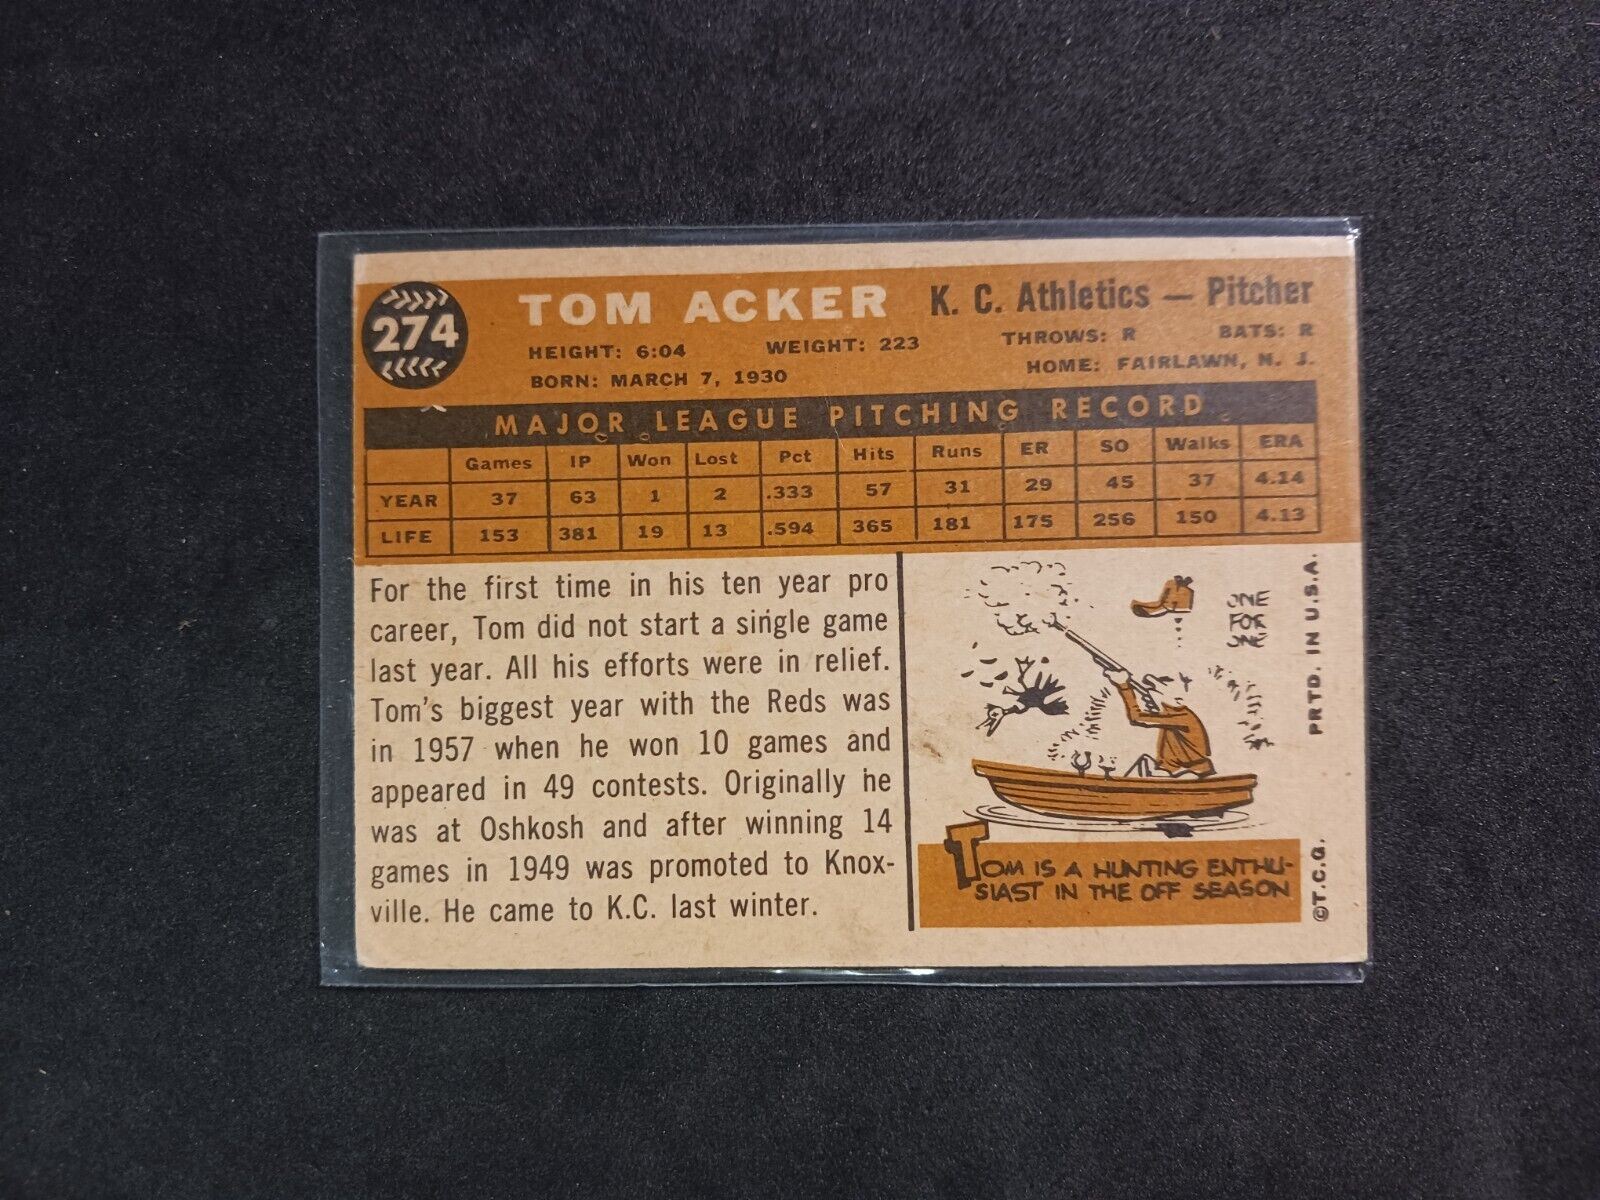 274
TOM ACKER
K. C. Athletics — Pitcher
HEIGHT: 6:04 WEIGHT: 223 THROWS: R BATS: R
BORN: MARCH 7, 1930 HOME: FAIRLAWN, N. J.
MAJOR LEAGUE PITCHING RECORD
Games IP Won Lost Pct Hits Runs ER SO Walks ERA
YEAR 37 63 1 2 .333 57 31 29 45 37 4.14
LIFE 153 381 19 13 .594 365 181 175 256 150 4.13
For the first time in his ten year pro
career, Tom did not start a single game
last year. All his efforts were in relief.
Tom's biggest year with the Reds was
in 1957 when he won 10 games and
appeared in 49 contests. Originally he
was at Oshkosh and after winning 14
games in 1949 was promoted to Knox-
ville. He came to K.C. last winter.
ONE
FOR
ONE
TOM IS A HUNTING ENTHU-
SIAST IN THE OFF SEASON
©T.C.G. PRTD. IN U.S.A.